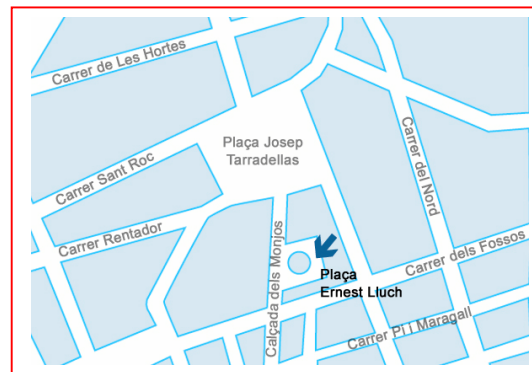 Carrer de Les Hortes
Plaça Josep
Tarradellas
Carrer del Nord
Carrer Sant Roc
Carrer Rentador
Calçada dels Monjos
Carrer dels Fossos
Plaça
Ernest Lluch
Carrer Pi i Maragall